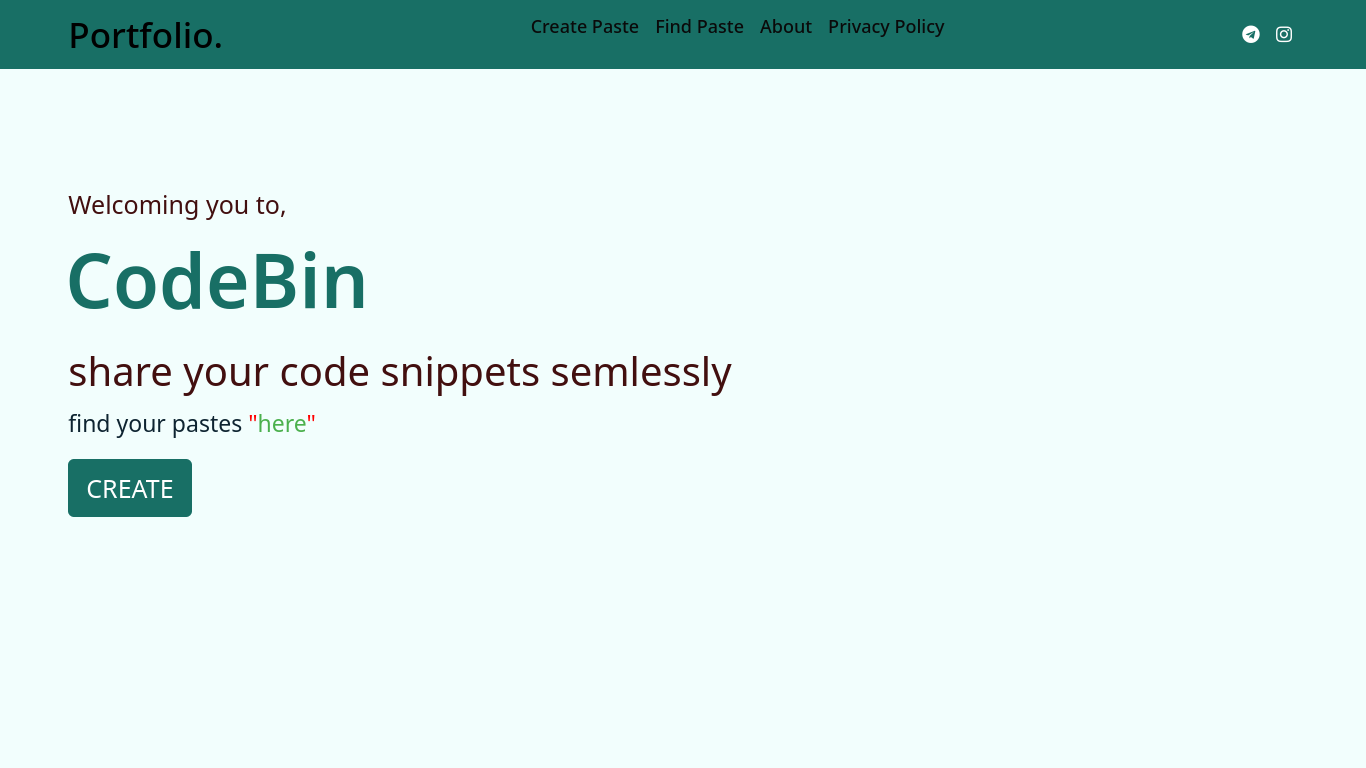 Portfolio.
Create Paste Find Paste About Privacy Policy
Welcoming you to,
CodeBin
share your code snippets semlessly
find your pastes "here"
CREATE